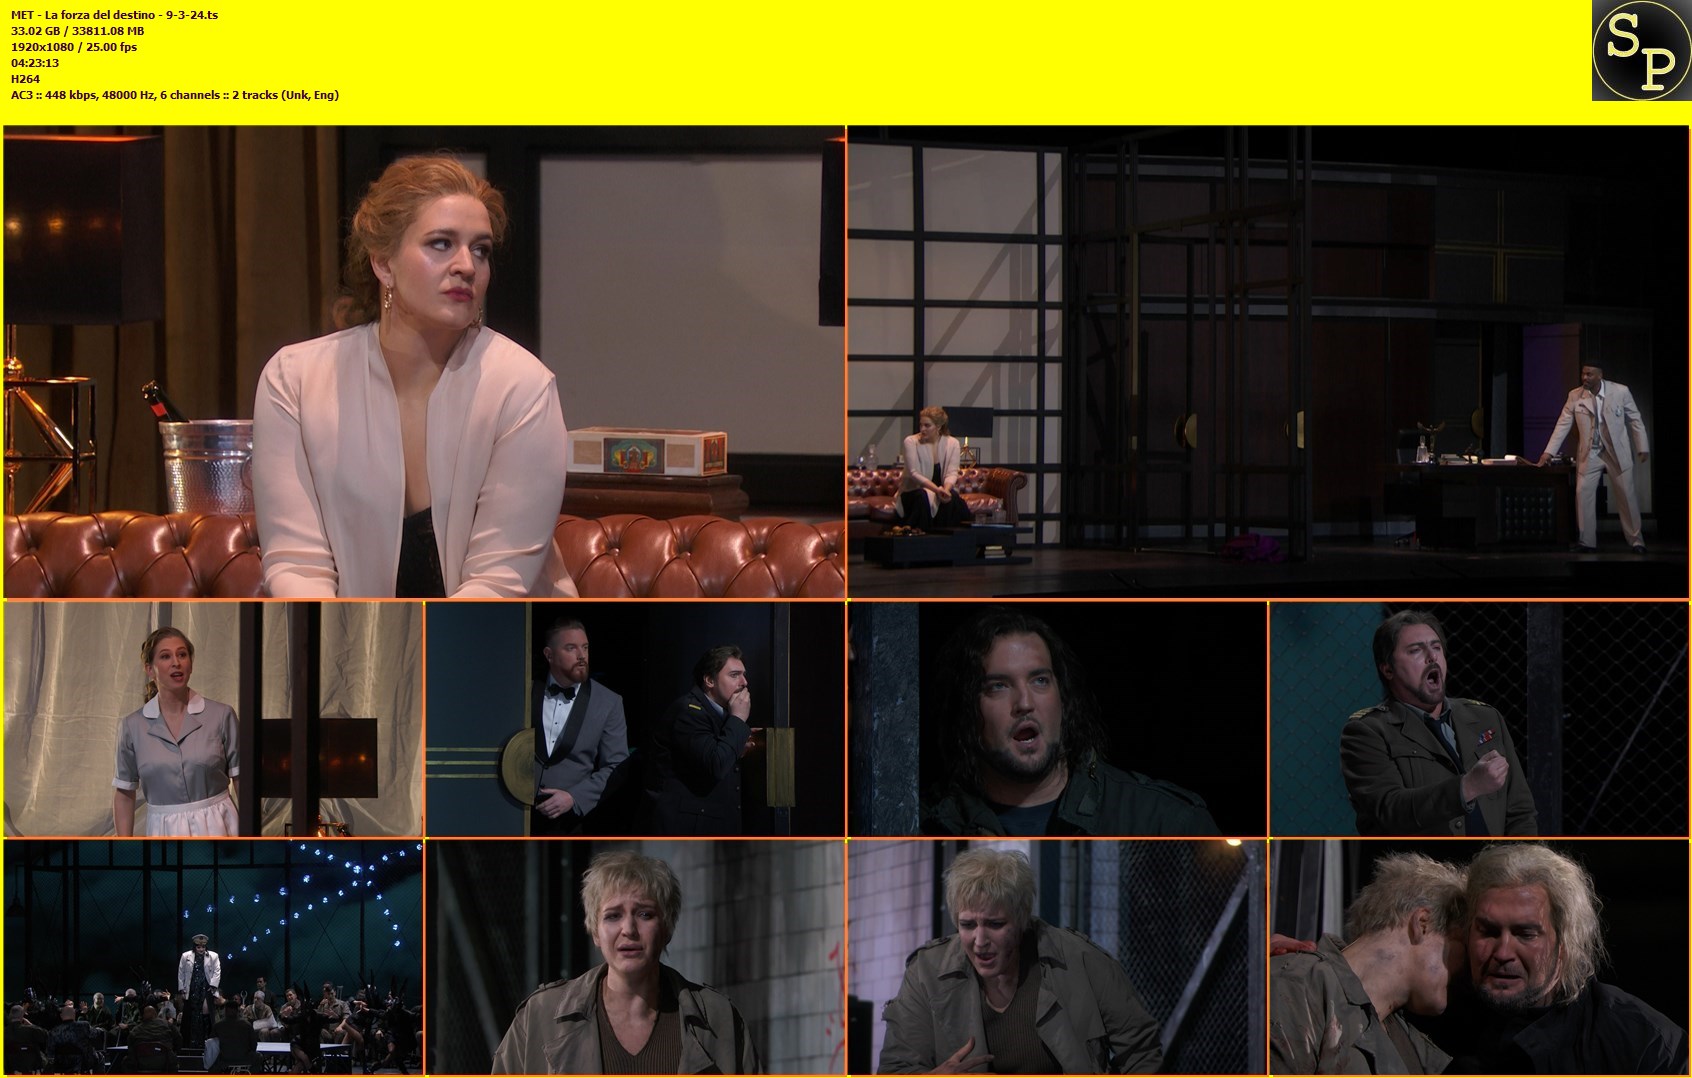 MET - La forza del destino - 9-3-24.ts
33.02 GB / 33811.08 MB
1920x1080 / 25.00 fps
04:23:13
H264
AC3 :: 448 kbps, 48000 Hz, 6 channels :: 2 tracks (Unk, Eng)
SP